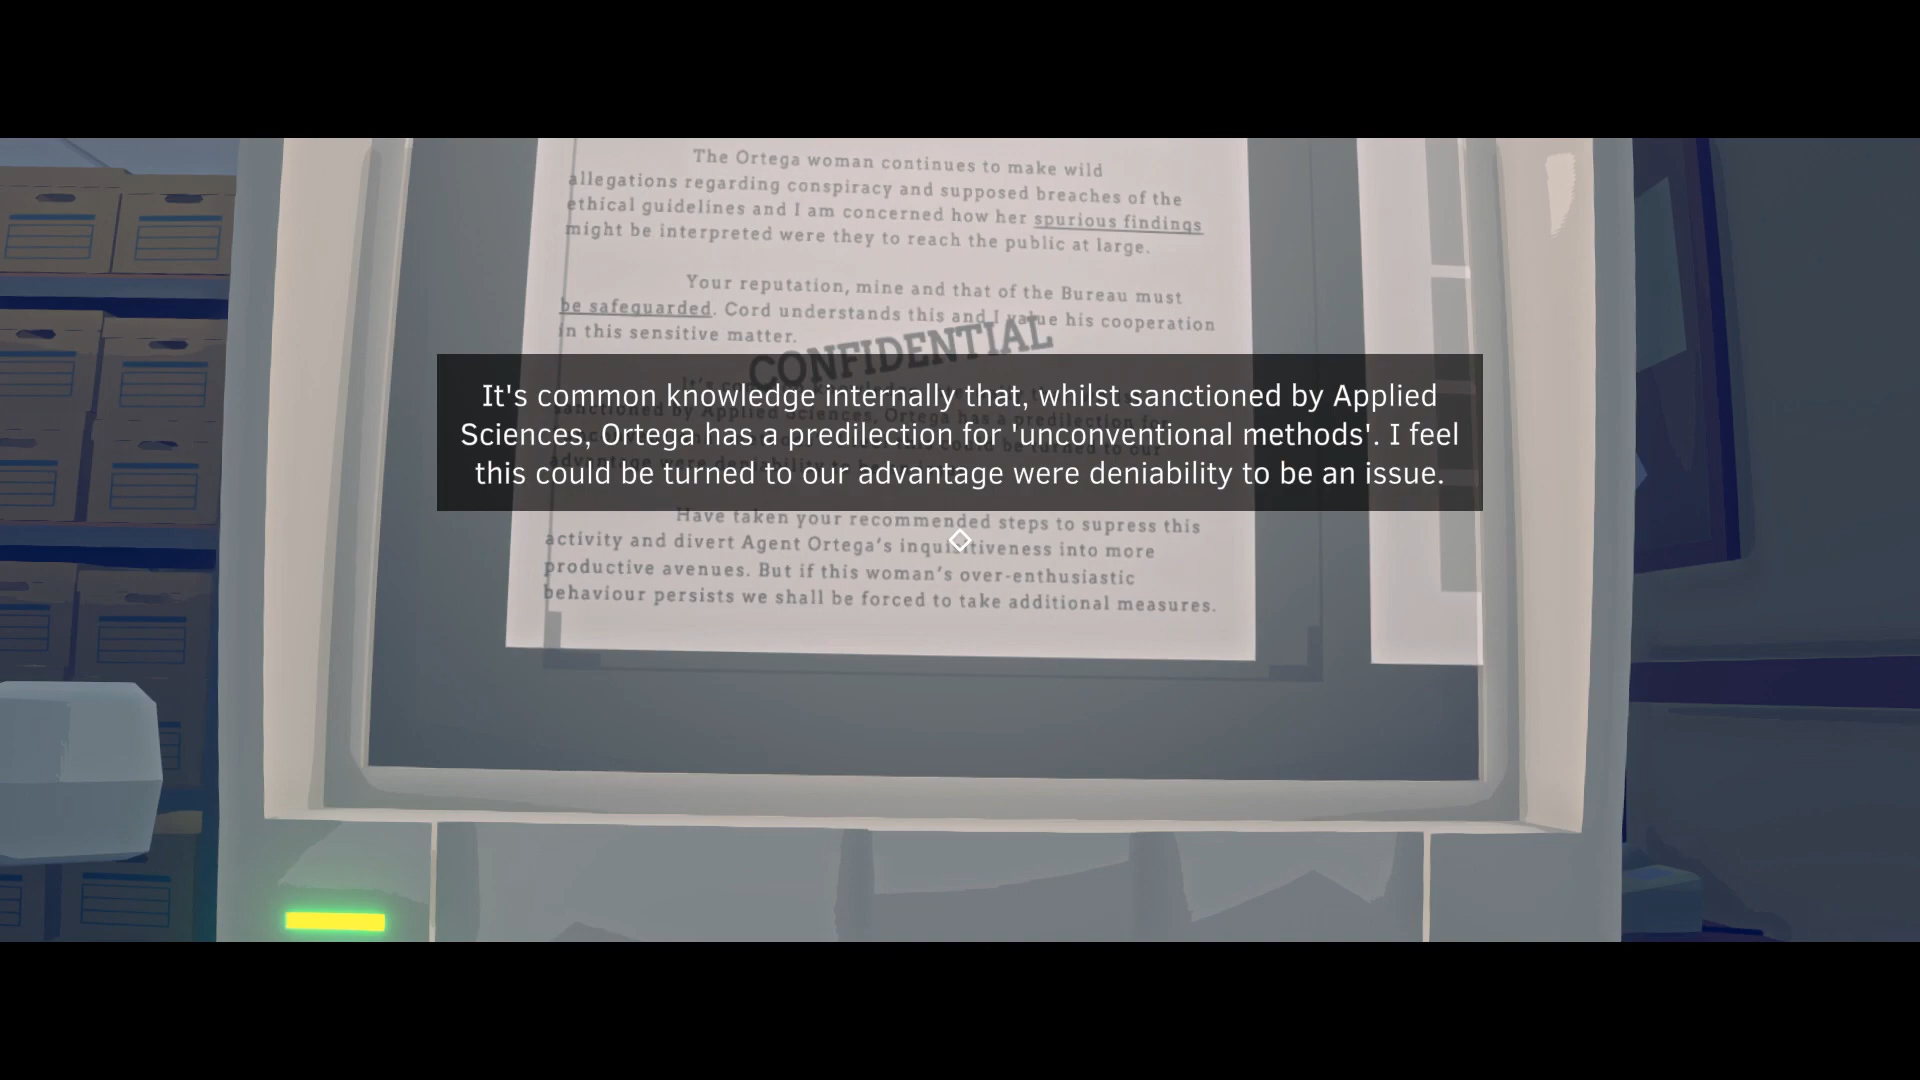 The Ortega woman continues to make wild
allegations regarding conspiracy and supposed breaches of the
ethical guidelines and I am concerned how her spurious findings
might be interpreted were they to reach the public at large.
Your reputation, mine and that of the Bureau must
be safeguarded. Cord understands this and I value his cooperation
in this sensitive matter.
CONFIDENTIAL
It's common knowledge internally that, whilst sanctioned by Applied
Sciences, Ortega has a predilection for 'unconventional methods'. I feel
this could be turned to our advantage were deniability to be an issue.
Have taken your recommended steps to supress this
activity and divert Agent Ortega's inquisitiveness into more
productive avenues. But if this woman's over-enthusiastic
behaviour persists we shall be forced to take additional measures.